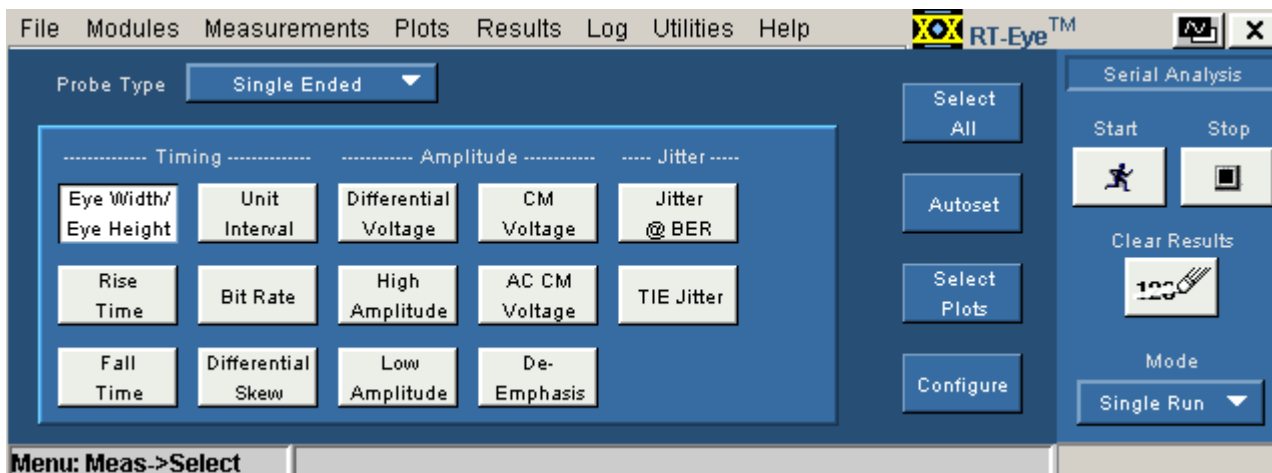 File Modules Measurements Plots Results Log Utilities Help RT-Eye™
Probe Type Single Ended
Serial Analysis
Select All
Start Stop
-------------- Timing -------------- ------------ Amplitude ------------ ----- Jitter -----
Eye Width/ Eye Height
Unit Interval
Differential Voltage
CM Voltage
Jitter @ BER
Autoset
Clear Results
Rise Time
Bit Rate
High Amplitude
AC CM Voltage
TIE Jitter
Select Plots
123
Fall Time
Differential Skew
Low Amplitude
De-Emphasis
Configure
Mode
Single Run
Menu: Meas->Select